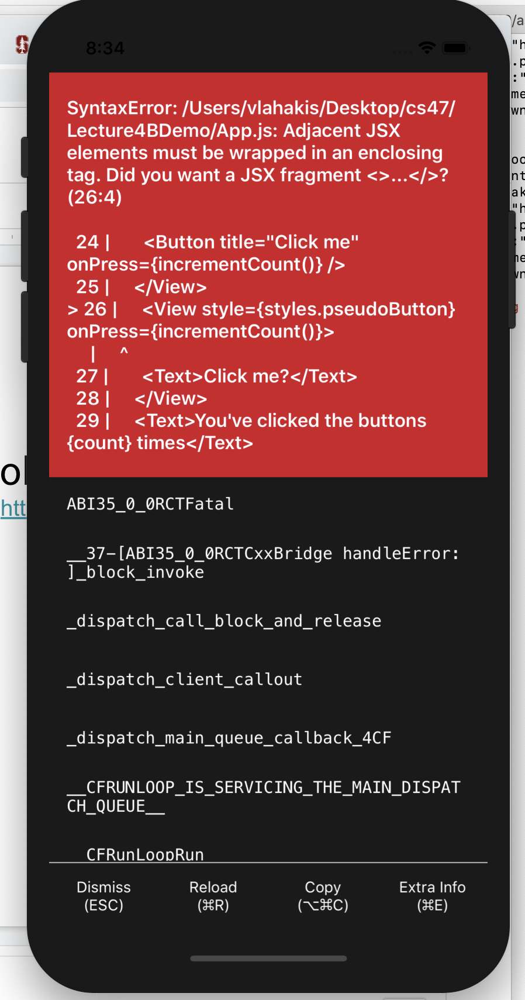 8:34
SyntaxError: /Users/vlahakis/Desktop/cs47/
Lecture4BDemo/App.js: Adjacent JSX
elements must be wrapped in an enclosing
tag. Did you want a JSX fragment <>...</>?
(26:4)
24 | <Button title="Click me"
onPress={incrementCount()} />
25 | </View>
> 26 | <View style={styles.pseudoButton}
onPress={incrementCount()}>
| ^
27 | <Text>Click me?</Text>
28 | </View>
29 | <Text>You've clicked the buttons
{count} times</Text>
ABI35_0_0RCTFatal
__37-[ABI35_0_0RCTCxxBridge handleError:
]_block_invoke
_dispatch_call_block_and_release
_dispatch_client_callout
_dispatch_main_queue_callback_4CF
__CFRUNLOOP_IS_SERVICING_THE_MAIN_DISPAT
CH_QUEUE__
__CFRunLoopRun
Dismiss
(ESC)
Reload
(⌘R)
Copy
(⌥⌘C)
Extra Info
(⌘E)
htt